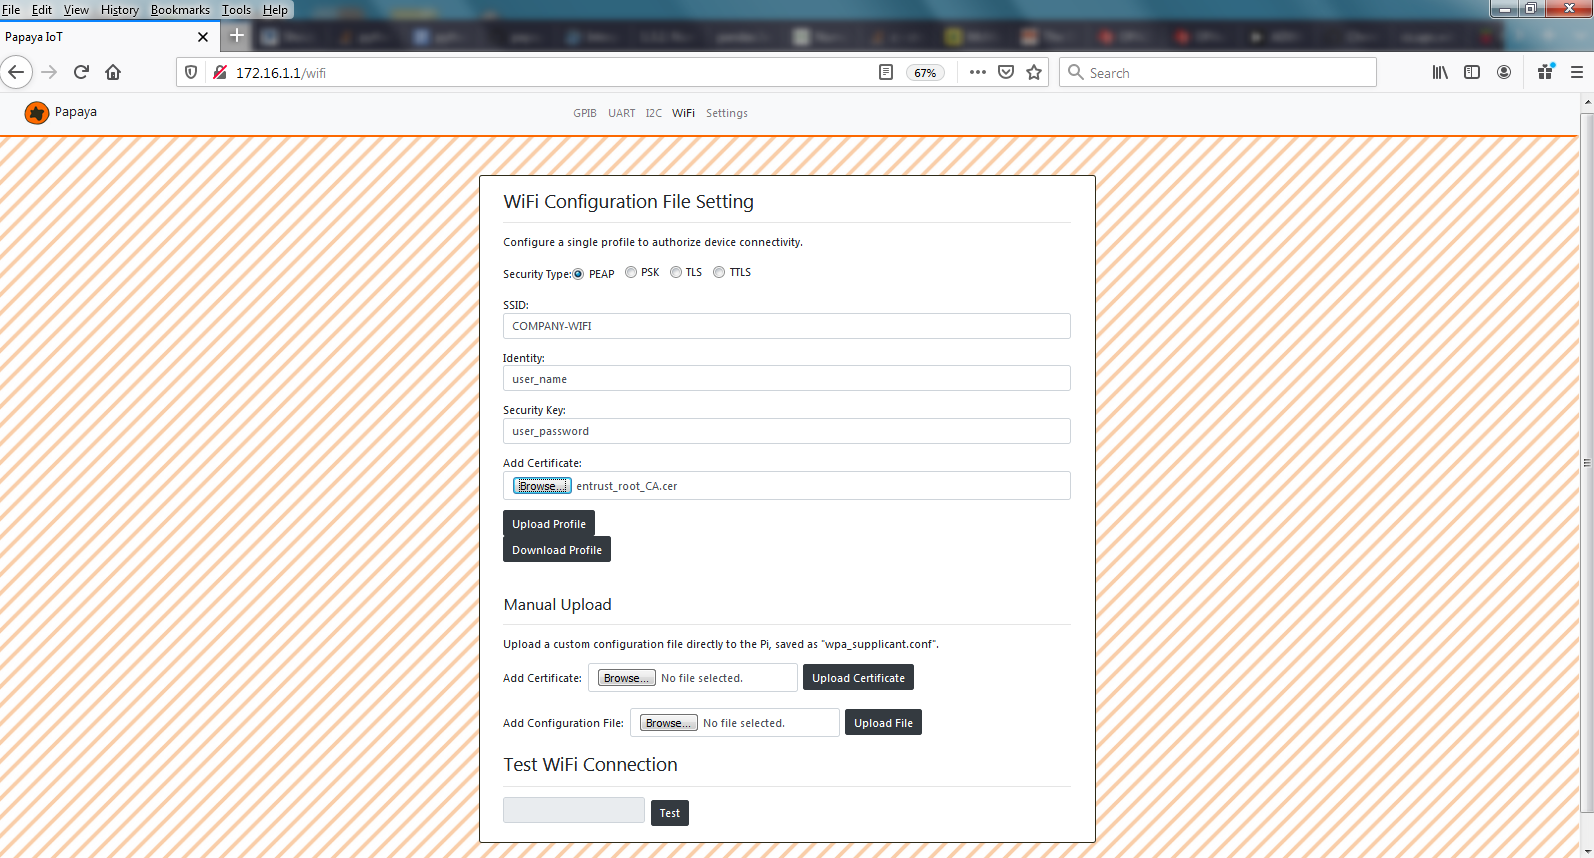 File Edit View History Bookmarks Tools Help
Papaya IoT
172.16.1.1/wifi
67%
Search
Papaya
GPIB UART I2C WiFi Settings
WiFi Configuration File Setting
Configure a single profile to authorize device connectivity.
Security Type: PEAP PSK TLS TTLS
SSID:
COMPANY-WIFI
Identity:
user_name
Security Key:
user_password
Add Certificate:
Browse... entrust_root_CA.cer
Upload Profile
Download Profile
Manual Upload
Upload a custom configuration file directly to the Pi, saved as "wpa_supplicant.conf".
Add Certificate: Browse... No file selected. Upload Certificate
Add Configuration File: Browse... No file selected. Upload File
Test WiFi Connection
Test